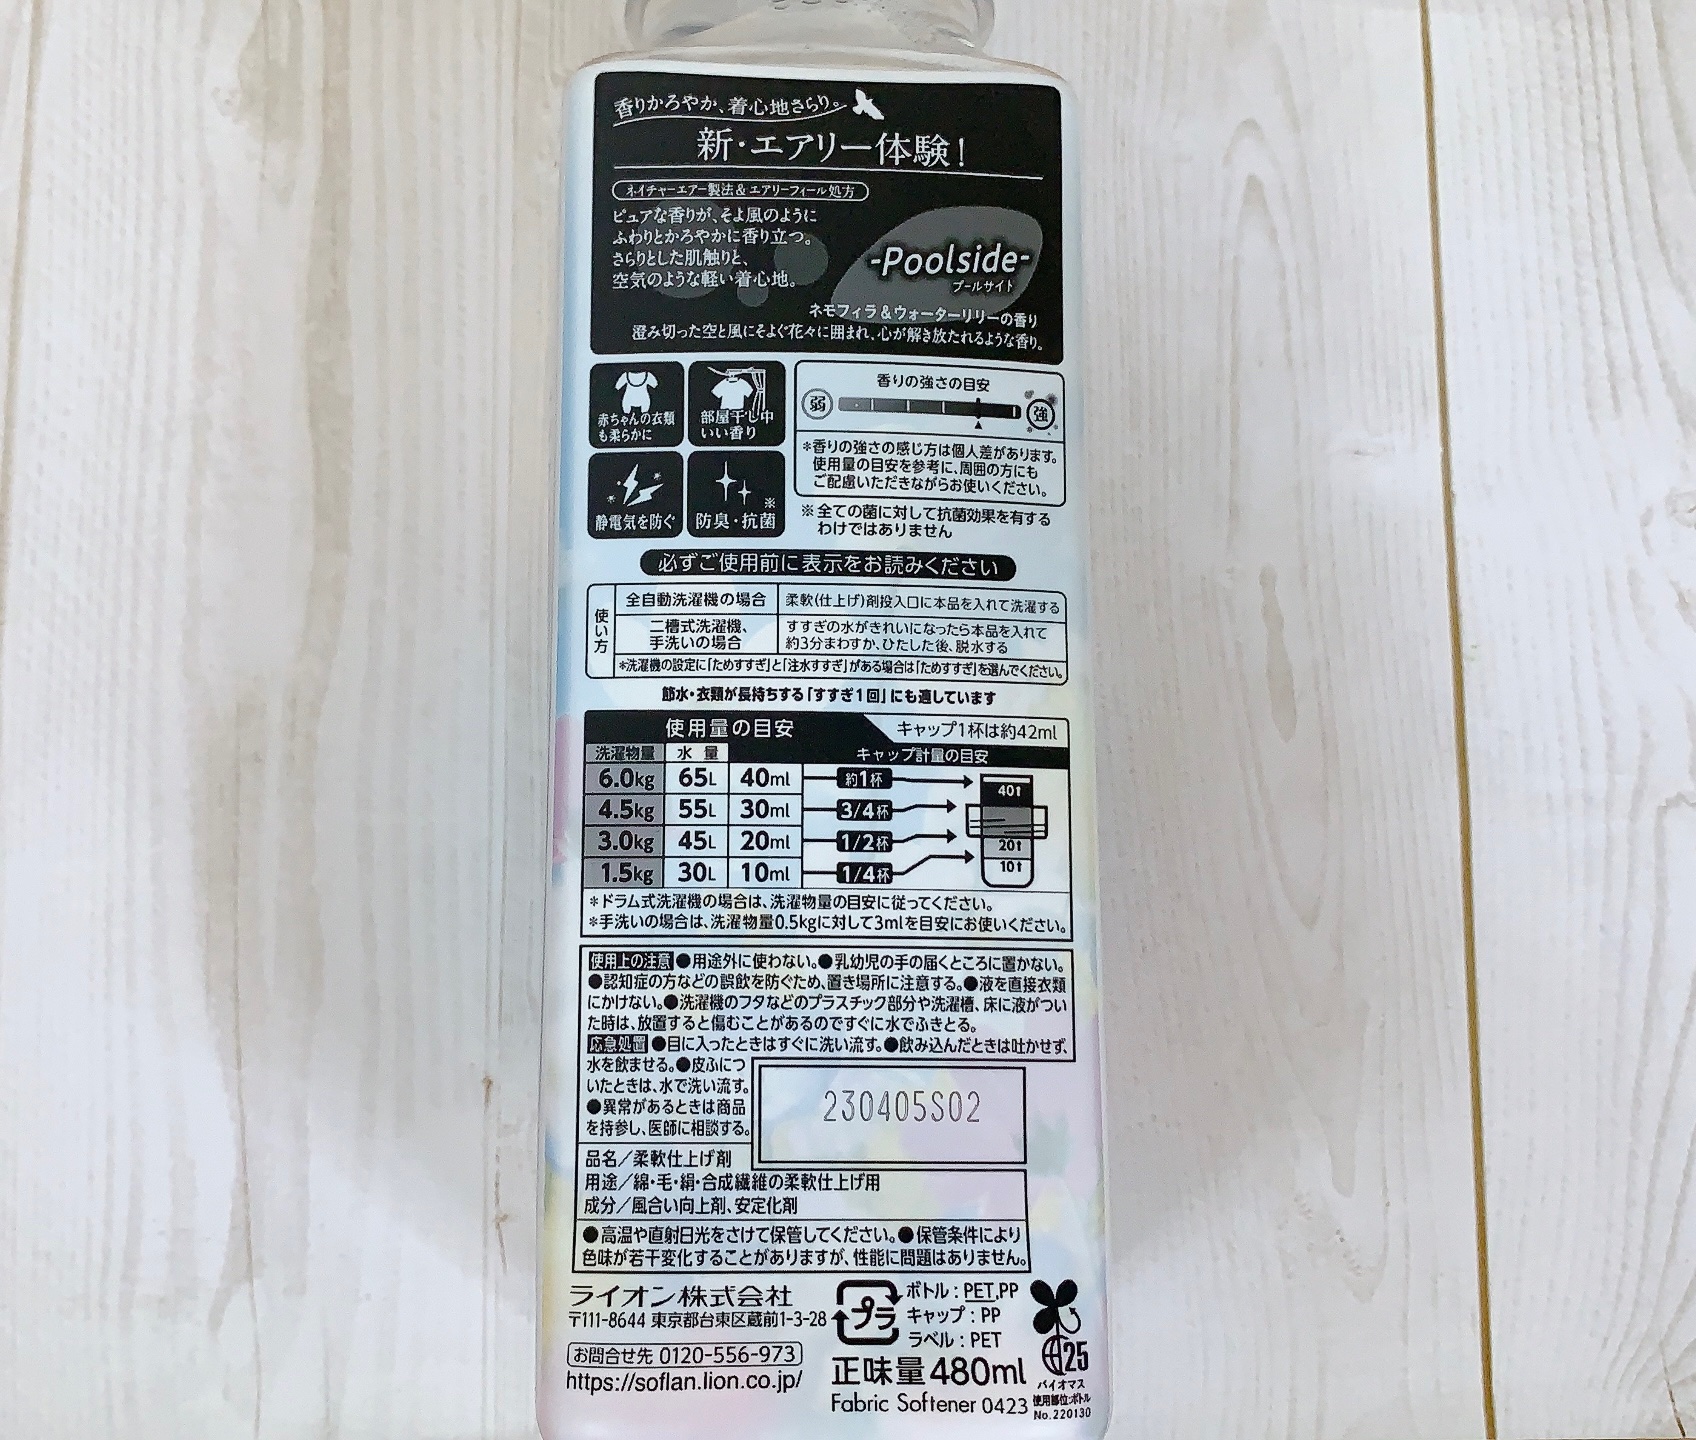 香りかろやか、着心地さらり。
新・エアリー体験!
ネイチャーエアー製法&エアリーフィール処方
ピュアな香りが、そよ風のように
ふわりとかろやかに香り立つ。
さらりとした肌触りと、
空気のような軽い着心地。
-Poolside-
プールサイド
ネモフィラ&ウォーターリリーの香り
澄み切った空と風にそよぐ花々に囲まれ、心が解き放たれるような香り。
赤ちゃんの衣類
も柔らかに
部屋干し中
いい香り
静電気を防ぐ
防臭・抗菌※
香りの強さの目安
弱 強
*香りの強さの感じ方は個人差があります。
使用量の目安を参考に、周囲の方にも
ご配慮いただきながらお使いください。
※全ての菌に対して抗菌効果を有する
わけではありません
必ずご使用前に表示をお読みください
使い方
全自動洗濯機の場合 柔軟(仕上げ)剤投入口に本品を入れて洗濯する
二槽式洗濯機、
手洗いの場合
すすぎの水がきれいになったら本品を入れて
約3分まわすか、ひたした後、脱水する
*洗濯機の設定に「ためすすぎ」と「注水すすぎ」がある場合は「ためすすぎ」を選んでください。
節水・衣類が長持ちする「すすぎ1回」にも適しています
使用量の目安 キャップ1杯は約42ml
洗濯物量 水量 キャップ計量の目安
6.0kg 65L 40ml 約1杯 40↑
4.5kg 55L 30ml 3/4杯
3.0kg 45L 20ml 1/2杯 20↑
1.5kg 30L 10ml 1/4杯 10↑
*ドラム式洗濯機の場合は、洗濯物量の目安に従ってください。
*手洗いの場合は、洗濯物量0.5kgに対して3mlを目安にお使いください。
使用上の注意 ●用途外に使わない。●乳幼児の手の届くところに置かない。
●認知症の方などの誤飲を防ぐため、置き場所に注意する。●液を直接衣類
にかけない。●洗濯機のフタなどのプラスチック部分や洗濯槽、床に液がつい
た時は、放置すると傷むことがあるのですぐに水でふきとる。
応急処置 ●目に入ったときはすぐに洗い流す。●飲み込んだときは吐かせず、
水を飲ませる。●皮ふにつ
いたときは、水で洗い流す。
●異常があるときは商品
を持参し、医師に相談する。
230405S02
品名/柔軟仕上げ剤
用途/綿・毛・絹・合成繊維の柔軟仕上げ用
成分/風合い向上剤、安定化剤
●高温や直射日光をさけて保管してください。●保管条件により
色味が若干変化することがありますが、性能に問題はありません。
ライオン株式会社
〒111-8644 東京都台東区蔵前1-3-28
お問合せ先 0120-556-973
https://soflan.lion.co.jp/
プラ
ボトル:PET,PP
キャップ:PP
ラベル:PET
正味量480ml
Fabric Softener 0423
25
バイオマス
使用部位:ボトル
No.220130